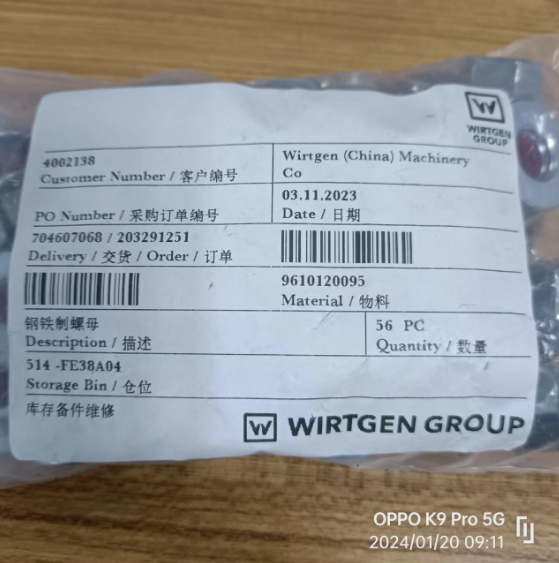 WIRTGEN
GROUP
4002138
Customer Number / 客户编号
Wirtgen (China) Machinery
Co
PO Number / 采购订单编号
03.11.2023
Date / 日期
704607068 / 203291251
Delivery / 交货 / Order / 订单
9610120095
Material / 物料
钢铁制螺母
Description / 描述
56 PC
Quantity / 数量
514 -FE38A04
Storage Bin / 仓位
库存备件维修
WIRTGEN GROUP
OPPO K9 Pro 5G
2024/01/20 09:11